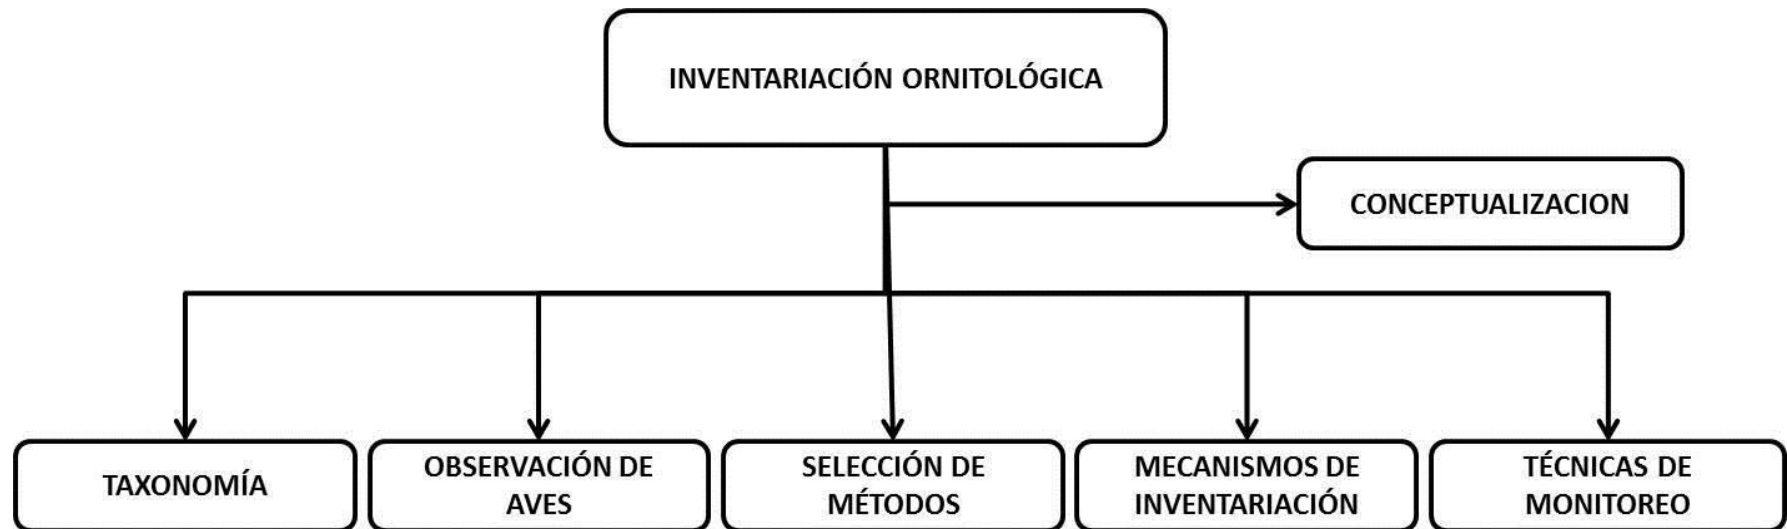 INVENTARIACIÓN ORNITOLÓGICA
CONCEPTUALIZACION
TAXONOMÍA
OBSERVACIÓN DE
AVES
SELECCIÓN DE
MÉTODOS
MECANISMOS DE
INVENTARIACIÓN
TÉCNICAS DE
MONITOREO